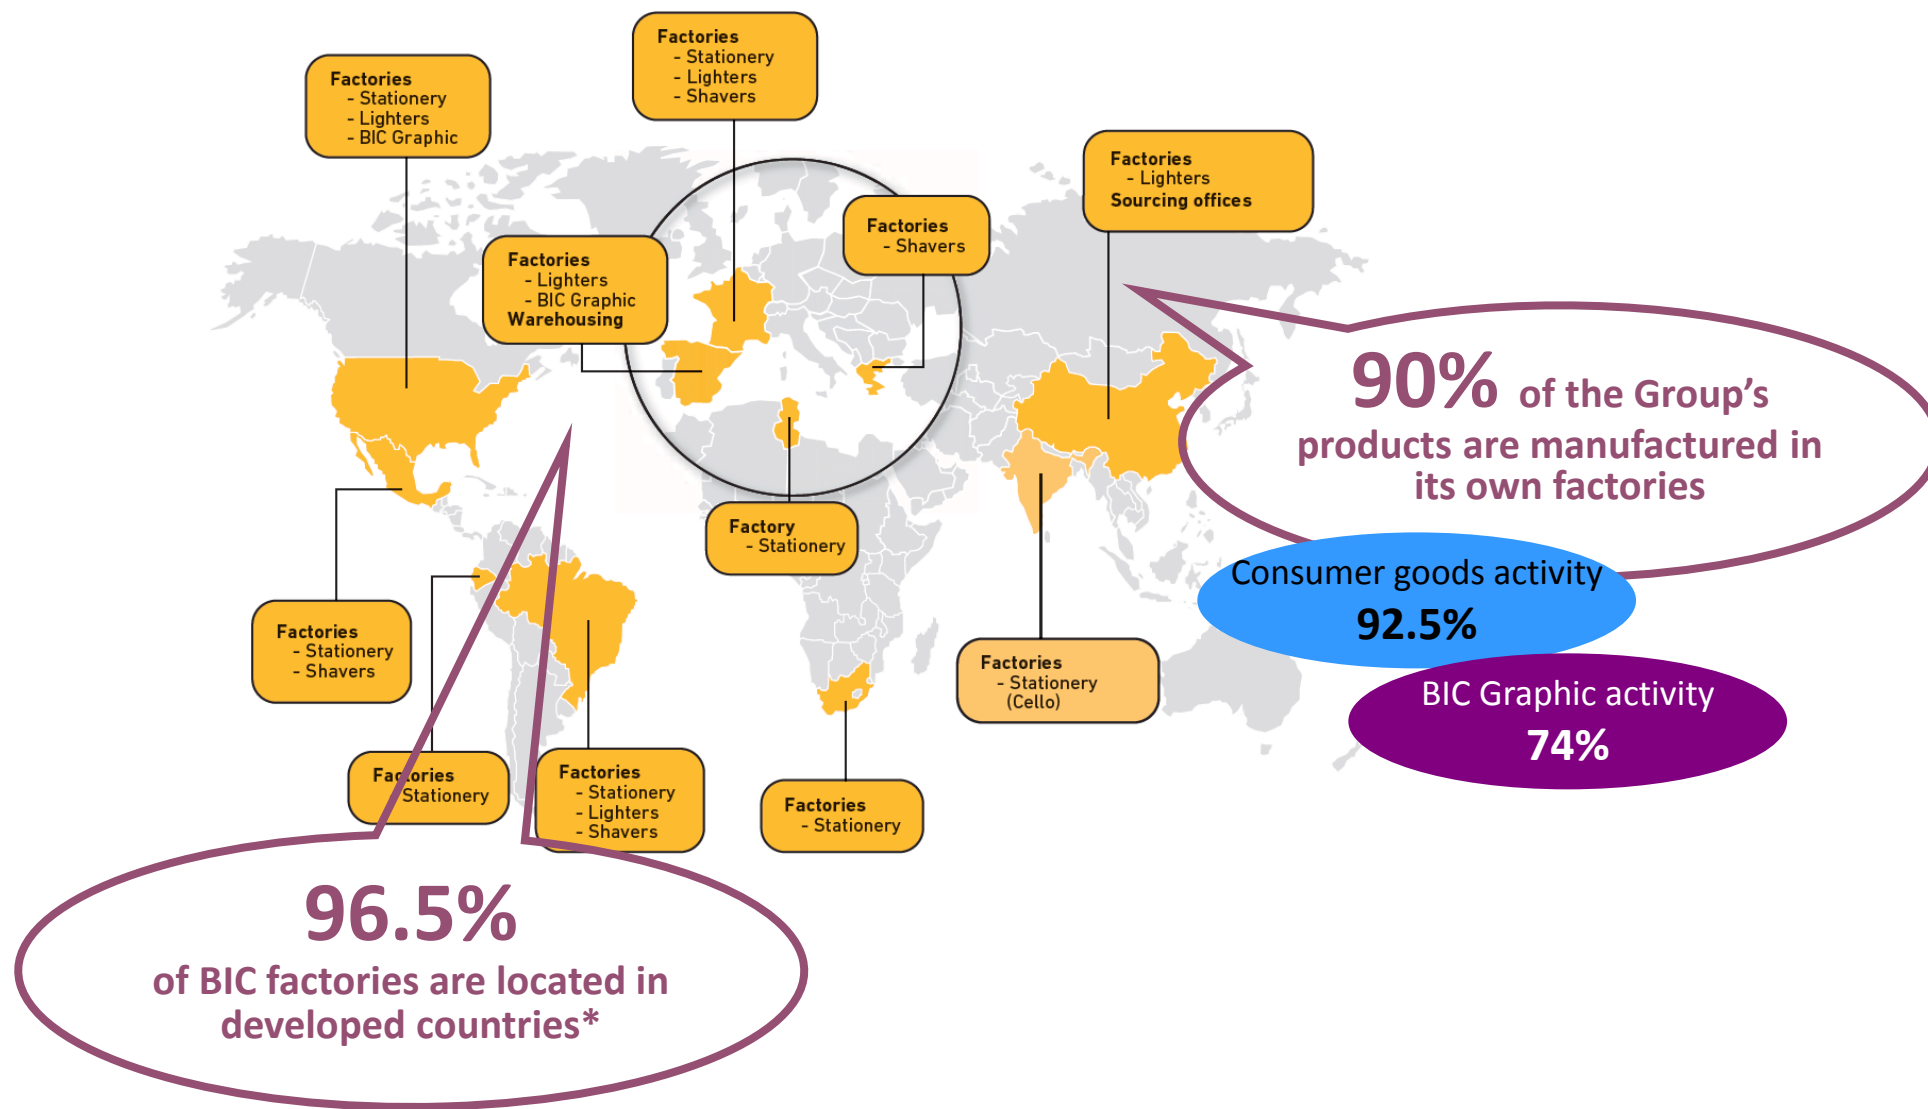 Factories
- Stationery
- Lighters
- Shavers
Factories
- Stationery
- Lighters
- BIC Graphic
Factories
- Lighters
Sourcing offices
Factories
- Shavers
Factories
- Lighters
- BIC Graphic
Warehousing
90% of the Group’s
products are manufactured in
its own factories
Factory
- Stationery
Consumer goods activity
92.5%
Factories
- Stationery
- Shavers
Factories
- Stationery
(Cello)
BIC Graphic activity
74%
Factories
Stationery
Factories
- Stationery
- Lighters
- Shavers
Factories
- Stationery
96.5%
of BIC factories are located in
developed countries*